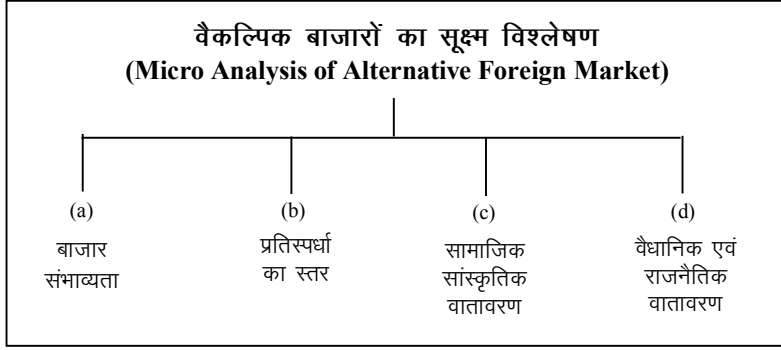 वैकल्पिक बाजारों का सूक्ष्म विश्लेषण
(Micro Analysis of Alternative Foreign Market)
(a)
बाजार
संभाव्यता
(b)
प्रतिस्पर्धा
का स्तर
(c)
सामाजिक
सांस्कृतिक
वातावरण
(d)
वैधानिक एवं
राजनैतिक
वातावरण